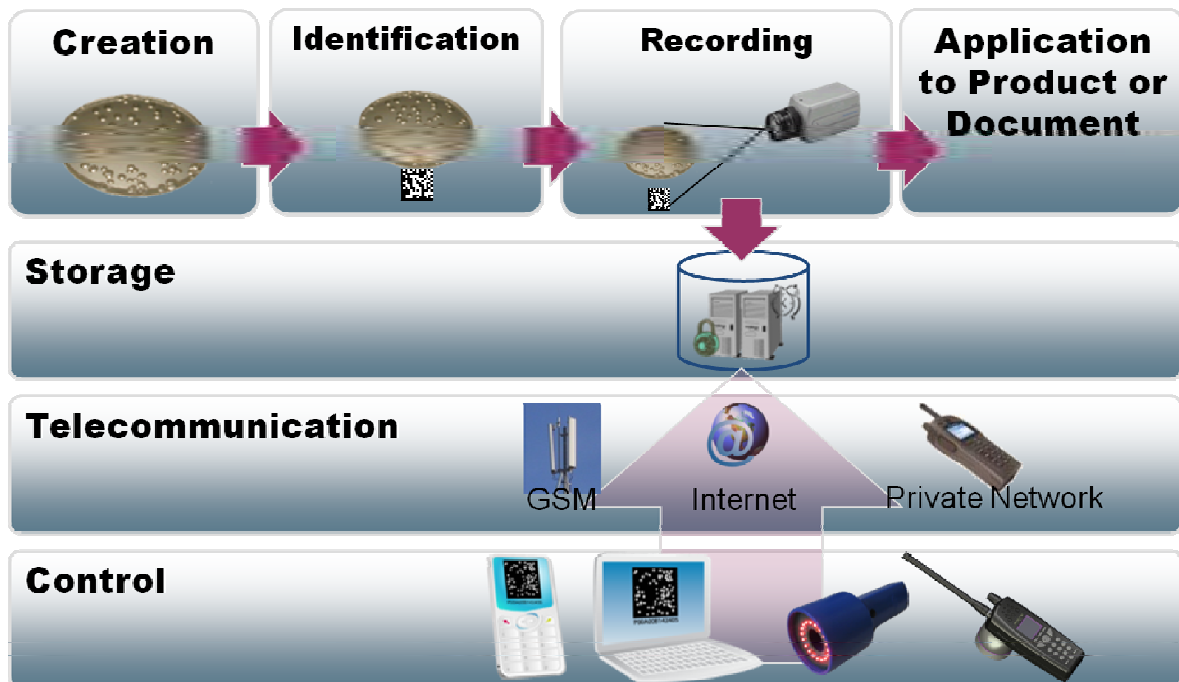 Creation
Identification
Recording
Application
to Product or
Document
Storage
Telecommunication
GSM
Internet
Private Network
Control